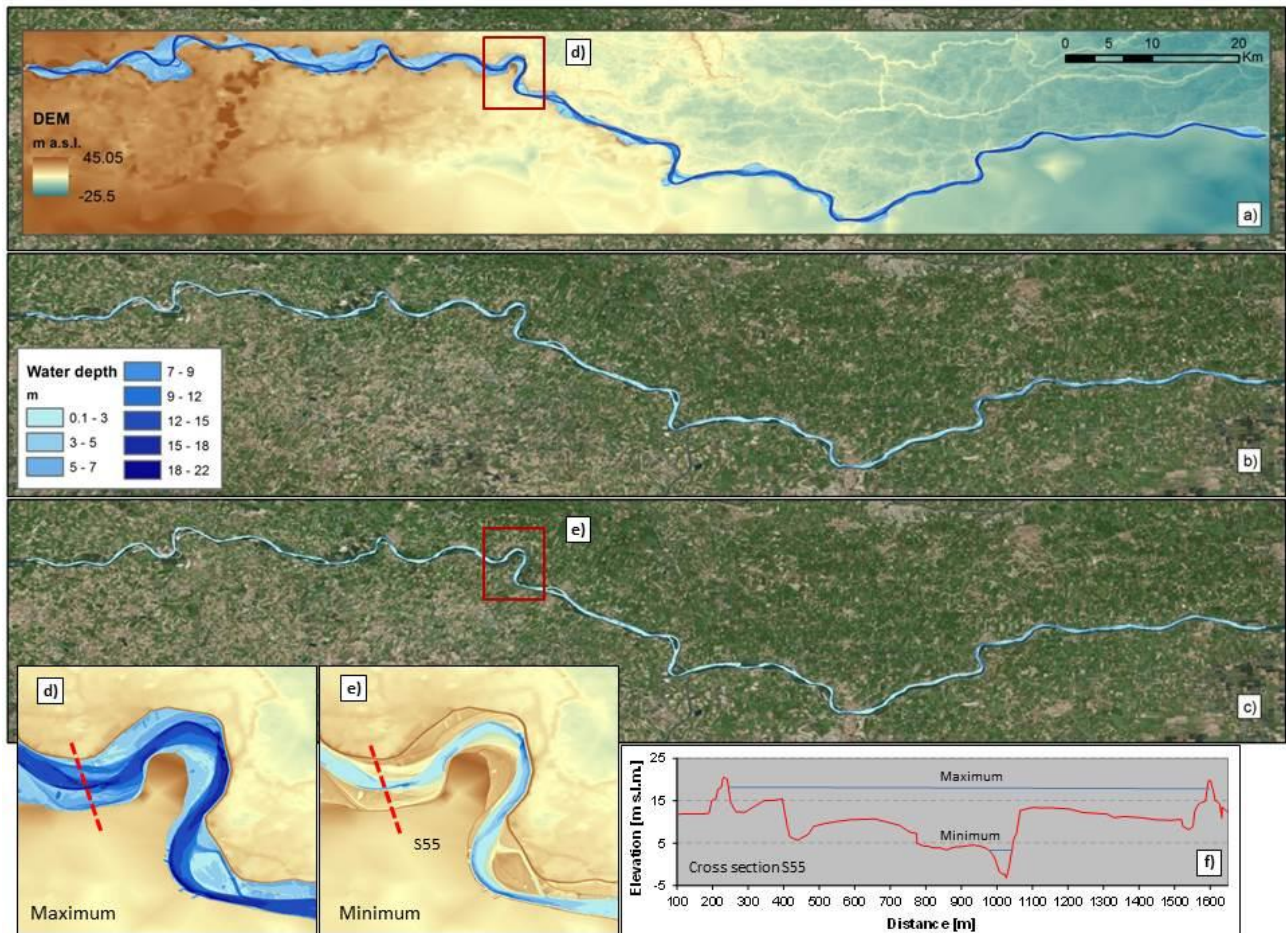 d)
0 5 10 20
Km
DEM
m a.s.l.
45.05
-25.5
a)
Water depth
m
0.1 - 3
3 - 5
5 - 7
7 - 9
9 - 12
12 - 15
15 - 18
18 - 22
b)
e)
c)
d)
Maximum
e)
S55
Minimum
Elevation [m s.l.m.]
25
15
5
-5
Maximum
Minimum
Cross section S55
f)
100 200 300 400 500 600 700 800 900 1000 1100 1200 1300 1400 1500 1600
Distance [m]